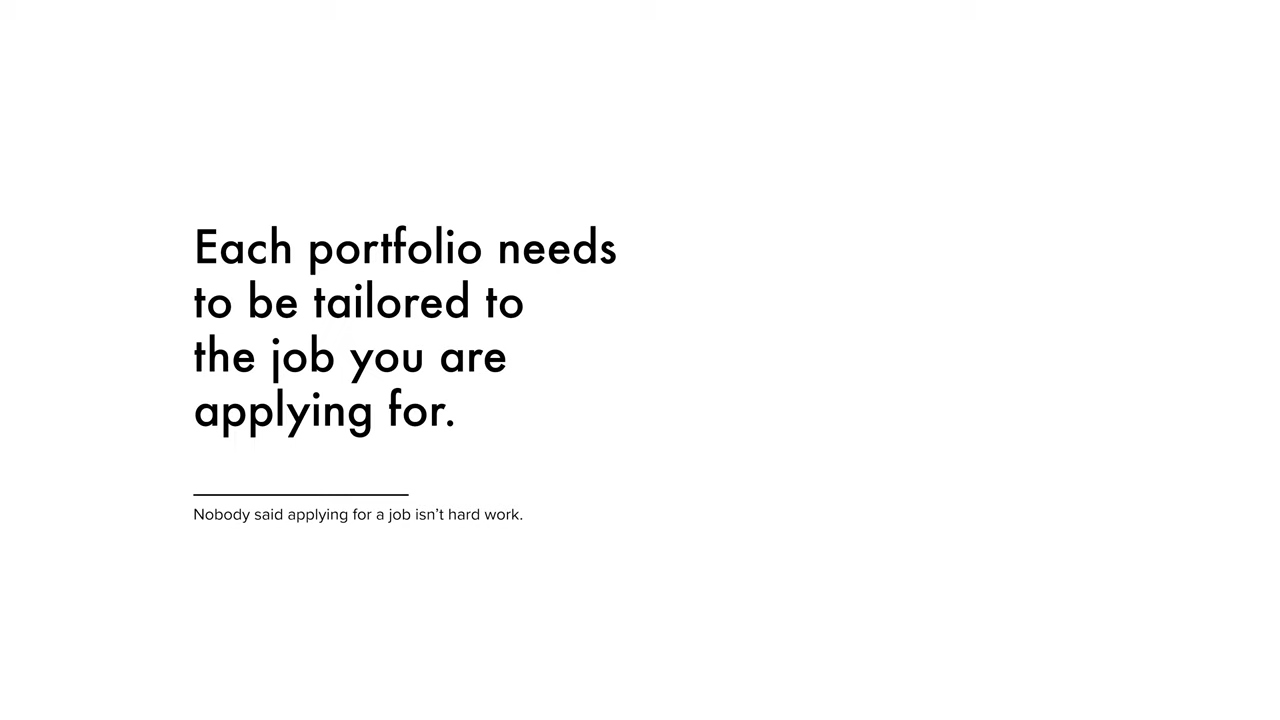 Each portfolio needs
to be tailored to
the job you are
applying for.
Nobody said applying for a job isn’t hard work.